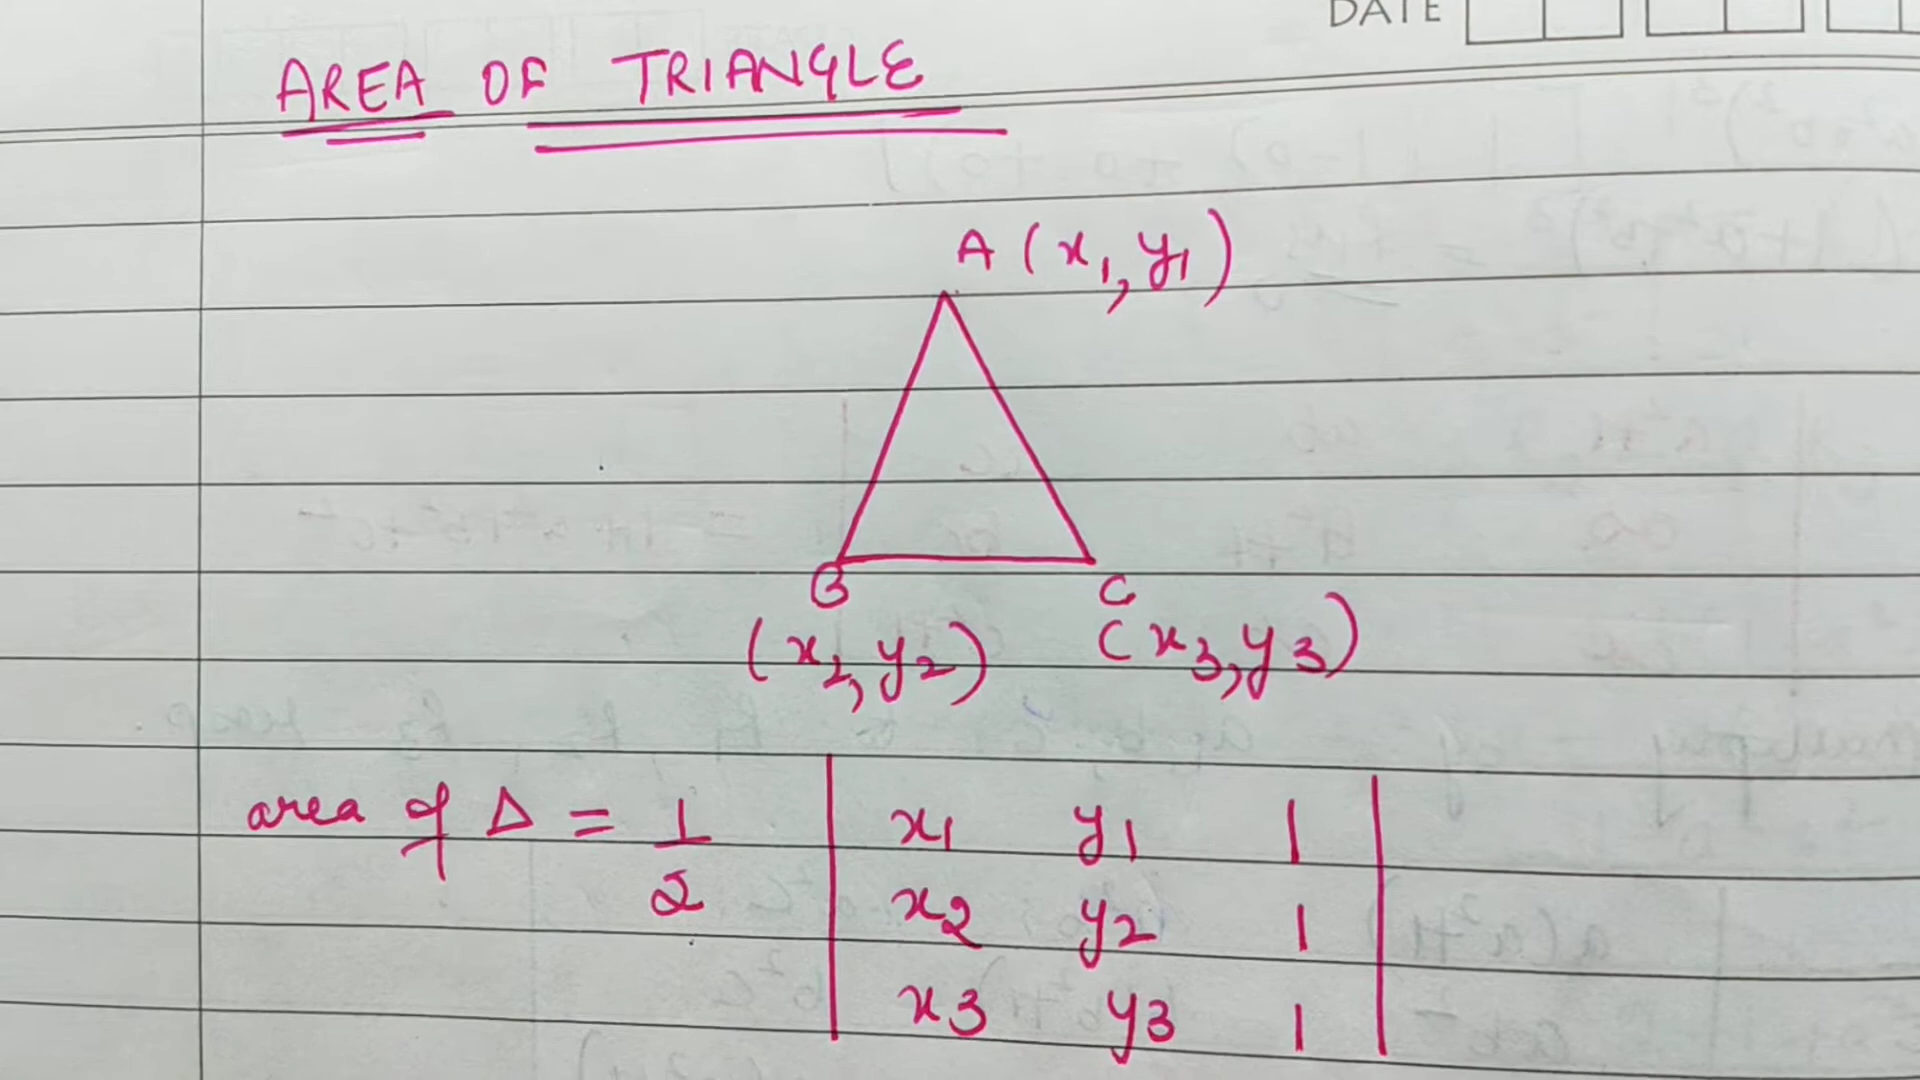 DATE
AREA OF TRIANGLE
A (x1, y1)
B C
(x2, y2) (x3, y3)
area of Δ = 1/2 | x1 y1 1 |
| x2 y2 1 |
| x3 y3 1 |